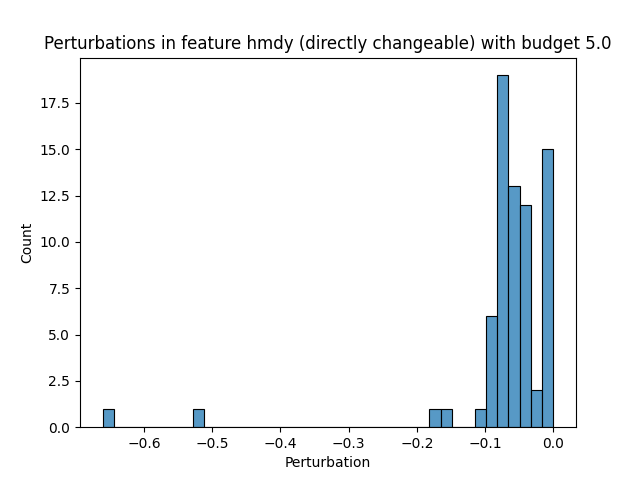 Perturbations in feature hmdy (directly changeable) with budget 5.0
17.5
15.0
12.5
10.0
7.5
5.0
2.5
0.0
Count
−0.6 −0.5 −0.4 −0.3 −0.2 −0.1 0.0
Perturbation